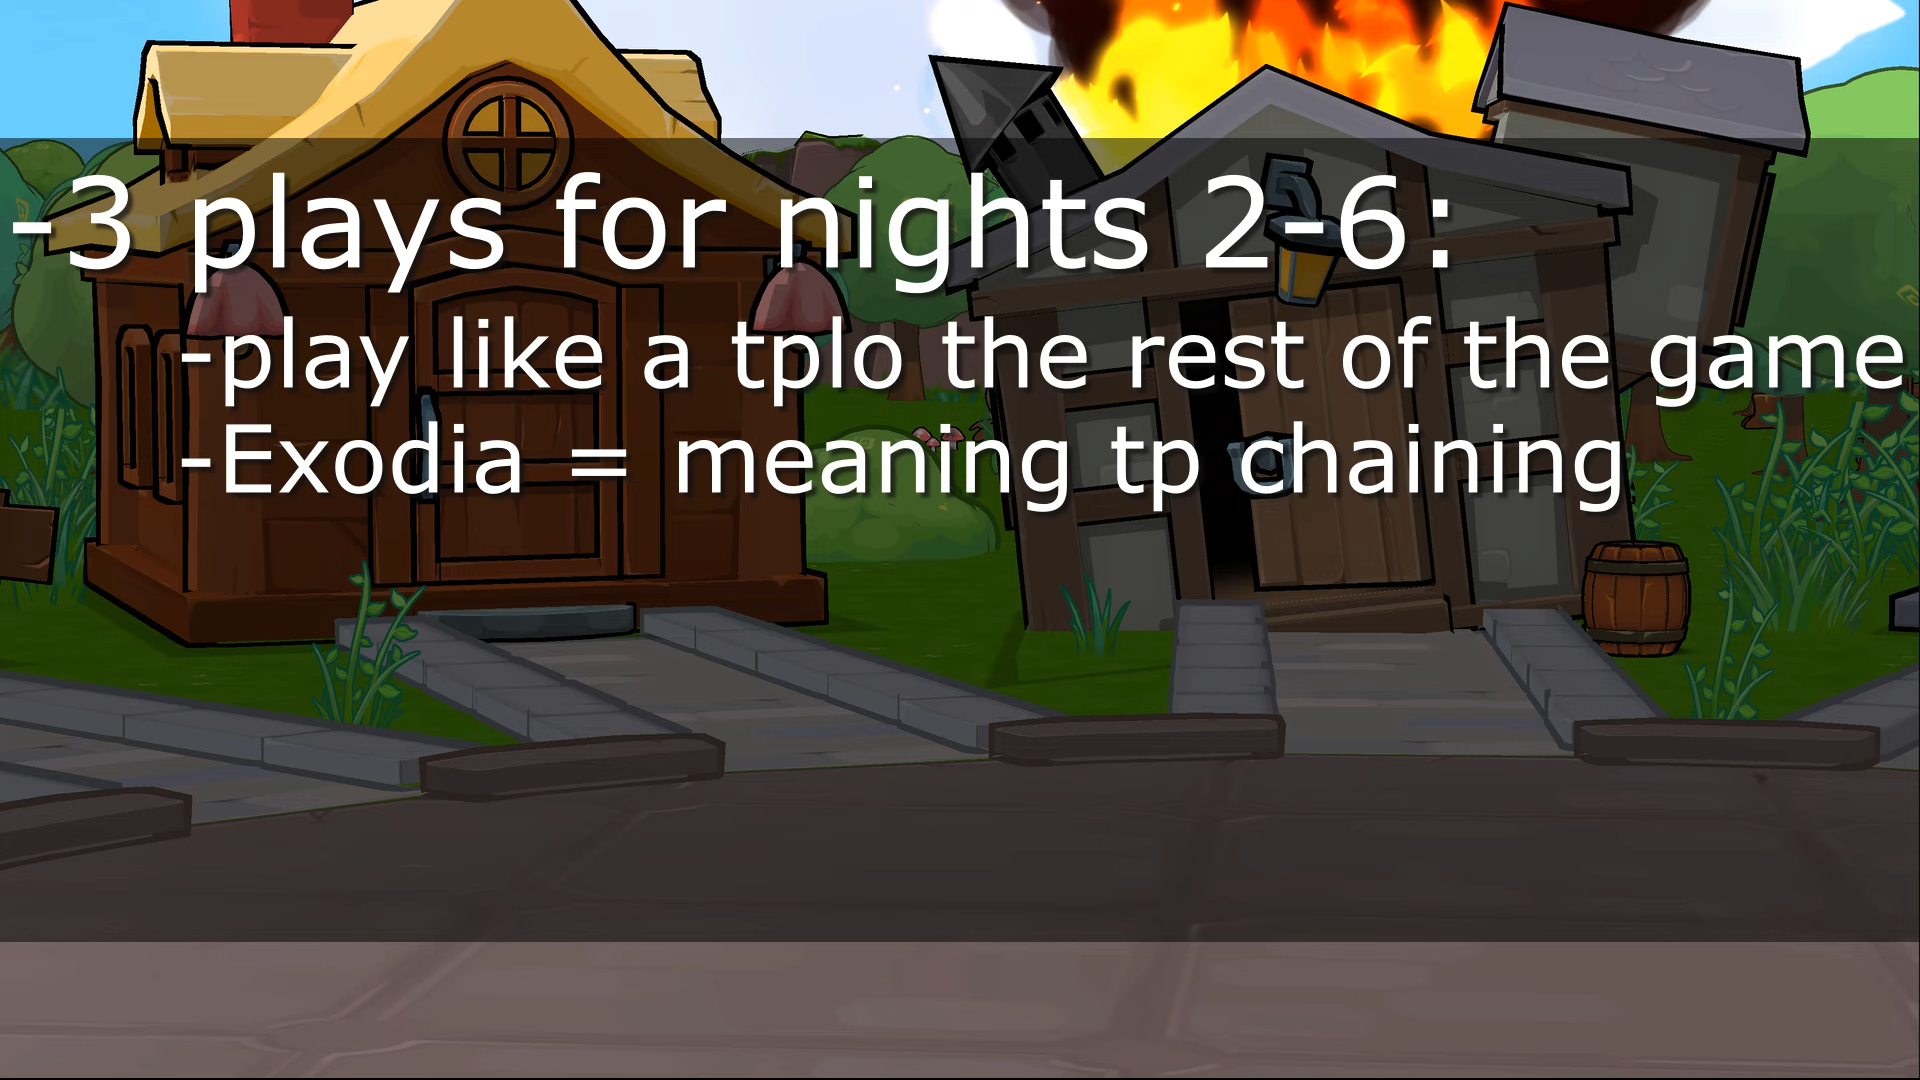 -3 plays for nights 2-6:
-play like a tplo the rest of the game
-Exodia = meaning tp chaining